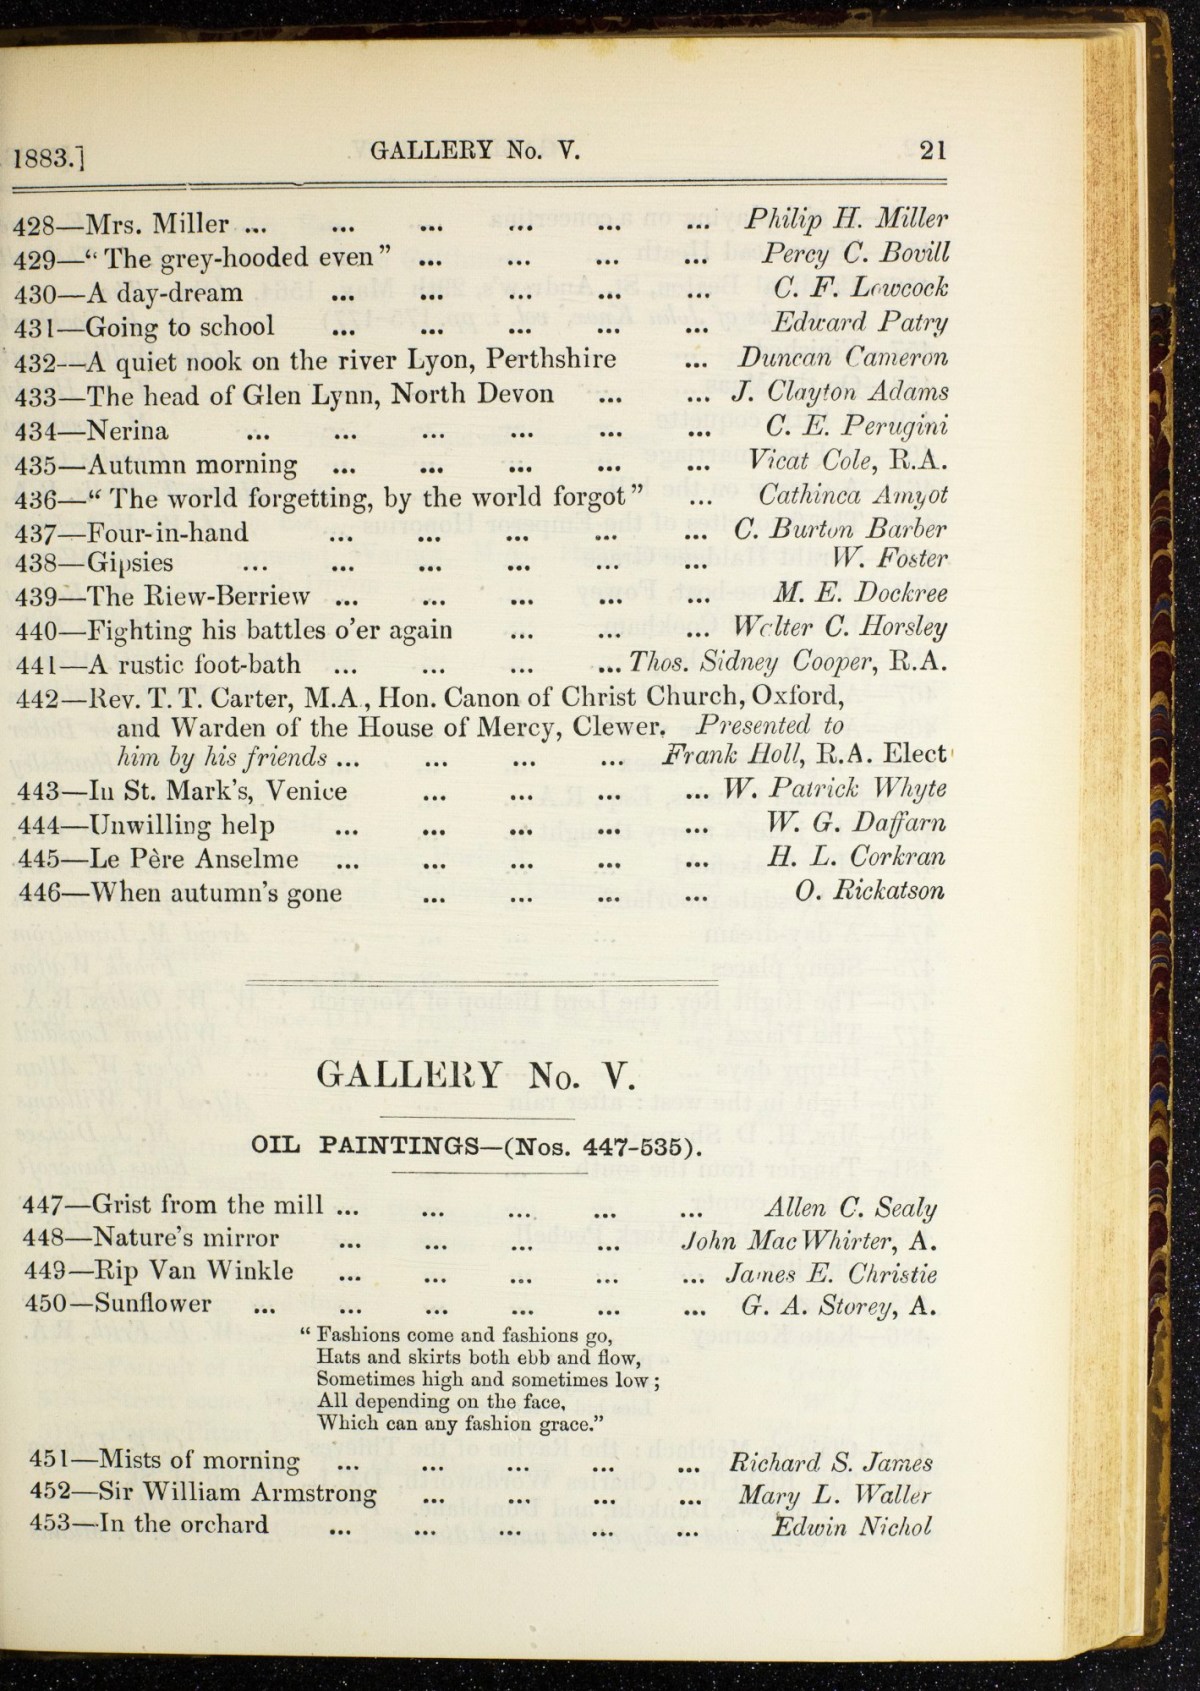 1883.] GALLERY No. V. 21
428—Mrs. Miller ... ... ... ... ... ... Philip H. Miller
429—“ The grey-hooded even” ... ... ... ... Percy C. Bovill
430—A day-dream ... ... ... ... ... C. F. Lowcock
431—Going to school ... ... ... ... ... Edward Patry
432—A quiet nook on the river Lyon, Perthshire ... Duncan Cameron
433—The head of Glen Lynn, North Devon ... ... J. Clayton Adams
434—Nerina ... ... ... ... ... ... C. E. Perugini
435—Autumn morning ... ... ... ... ... Vicat Cole, R.A.
436—“ The world forgetting, by the world forgot” ... Cathinca Amyot
437—Four-in-hand ... ... ... ... ... C. Burton Barber
438—Gipsies ... ... ... ... ... ... W. Foster
439—The Riew-Berriew ... ... ... ... ... M. E. Dockree
440—Fighting his battles o’er again ... ... ... Walter C. Horsley
441—A rustic foot-bath ... ... ... ... Thos. Sidney Cooper, R.A.
442—Rev. T. T. Carter, M.A., Hon. Canon of Christ Church, Oxford,
and Warden of the House of Mercy, Clewer. Presented to
him by his friends ... ... ... ... Frank Holl, R.A. Elect
443—In St. Mark’s, Venice ... ... ... ... W. Patrick Whyte
444—Unwilling help ... ... ... ... ... W. G. Daffarn
445—Le Père Anselme ... ... ... ... ... H. L. Corkran
446—When autumn’s gone ... ... ... ... O. Rickatson
GALLERY No. V.
OIL PAINTINGS—(Nos. 447-535).
447—Grist from the mill ... ... ... ... ... Allen C. Sealy
448—Nature’s mirror ... ... ... ... John MacWhirter, A.
449—Rip Van Winkle ... ... ... ... ... James E. Christie
450—Sunflower ... ... ... ... ... ... G. A. Storey, A.
“ Fashions come and fashions go,
Hats and skirts both ebb and flow,
Sometimes high and sometimes low ;
All depending on the face,
Which can any fashion grace.”
451—Mists of morning ... ... ... ... ... Richard S. James
452—Sir William Armstrong ... ... ... ... Mary L. Waller
453—In the orchard ... ... ... ... ... Edwin Nichol